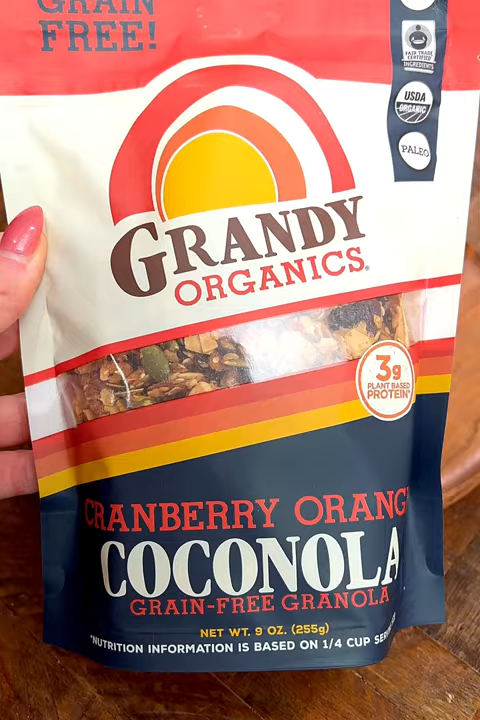 GRAIN
FREE!
FAIR TRADE
CERTIFIED
INGREDIENTS
USDA
ORGANIC
PALEO
GRANDY
ORGANICS®
3g
PLANT BASED
PROTEIN*
CRANBERRY ORANG
COCONOLA
GRAIN-FREE GRANOLA
NET WT. 9 OZ. (255g)
*NUTRITION INFORMATION IS BASED ON 1/4 CUP SER